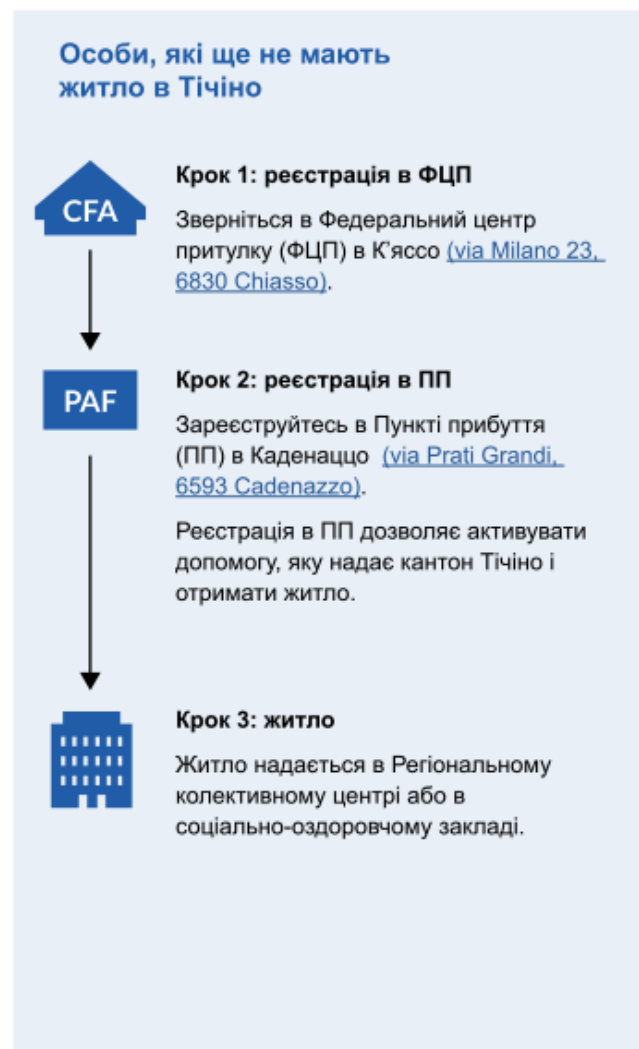 Особи, які ще не мають
житло в Тічіно
CFA
Крок 1: реєстрація в ФЦП
Зверніться в Федеральний центр
притулку (ФЦП) в К'яссо (via Milano 23,
6830 Chiasso).
PAF
Крок 2: реєстрація в ПП
Зареєструйтесь в Пункті прибуття
(ПП) в Каденаццо (via Prati Grandi,
6593 Cadenazzo).
Реєстрація в ПП дозволяє активувати
допомогу, яку надає кантон Тічіно і
отримати житло.
Крок 3: житло
Житло надається в Регіональному
колективному центрі або в
соціально-оздоровчому закладі.